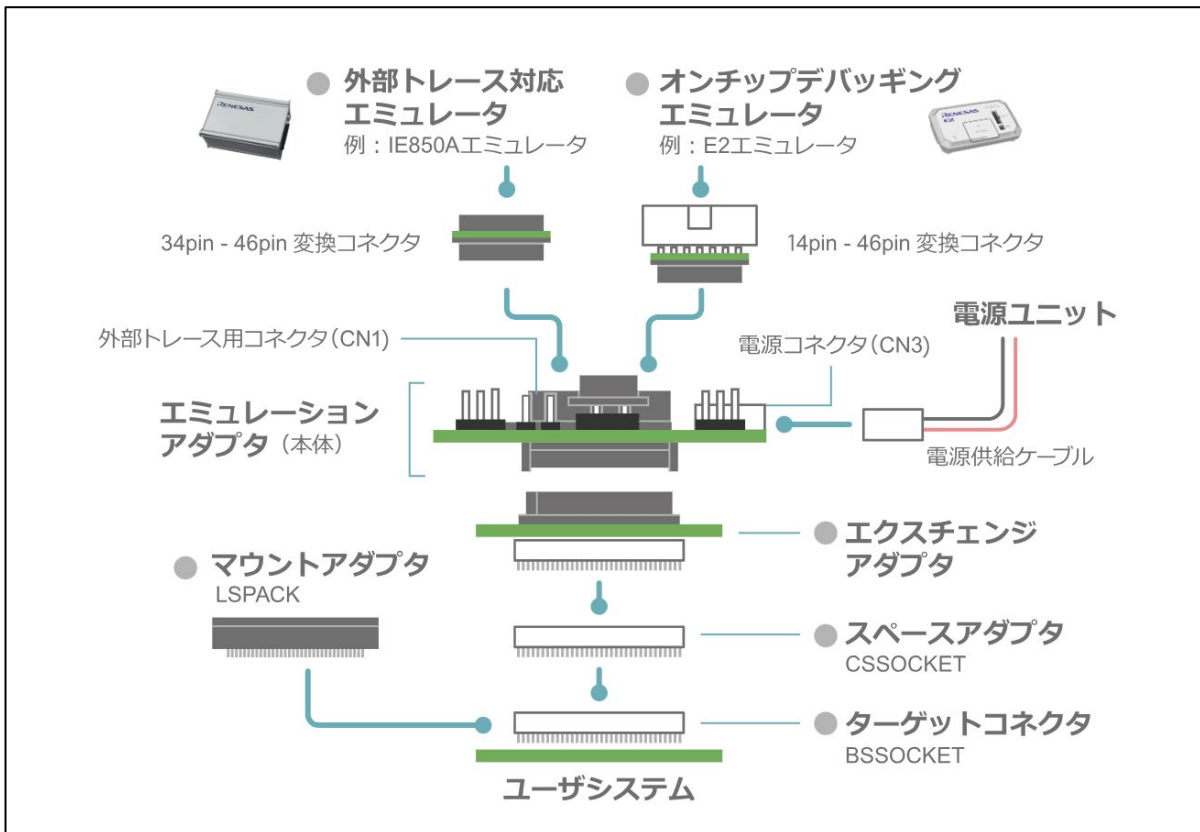 RENESAS
外部トレース対応
エミュレータ
例：IE850Aエミュレータ
オンチップデバッギング
エミュレータ
例：E2エミュレータ
RENESAS
E2
34pin - 46pin 変換コネクタ
14pin - 46pin 変換コネクタ
外部トレース用コネクタ（CN1）
電源コネクタ（CN3）
電源ユニット
エミュレーション
アダプタ（本体）
電源供給ケーブル
エクスチェンジ
アダプタ
マウントアダプタ
LSPACK
スペースアダプタ
CSSOCKET
ターゲットコネクタ
BSSOCKET
ユーザシステム